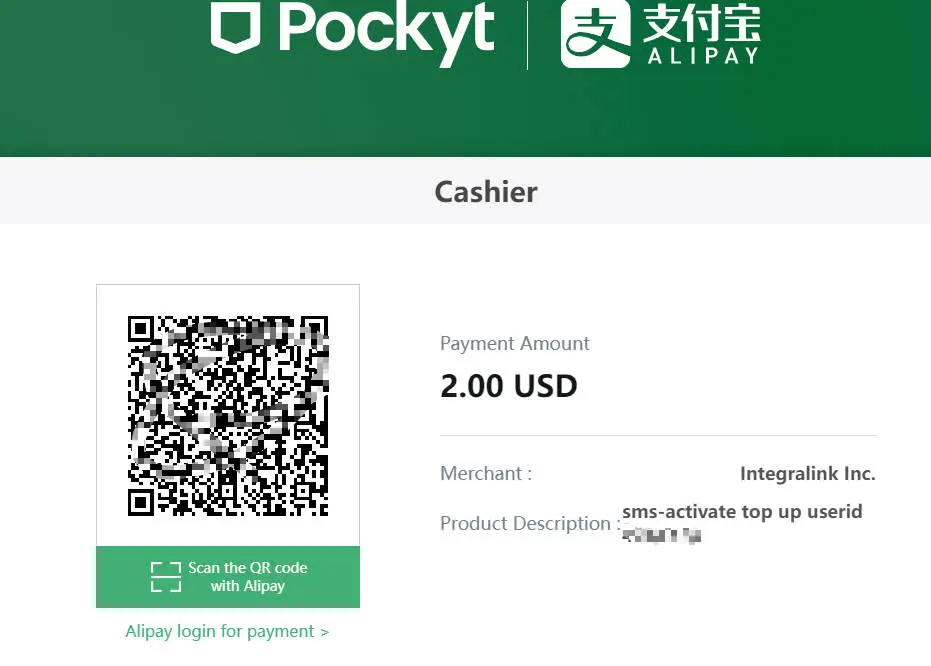 Pockyt
支付宝
ALIPAY
Cashier
Payment Amount
2.00 USD
Merchant :
Integralink Inc.
Product Description :
sms-activate top up userid
Scan the QR code
with Alipay
Alipay login for payment >